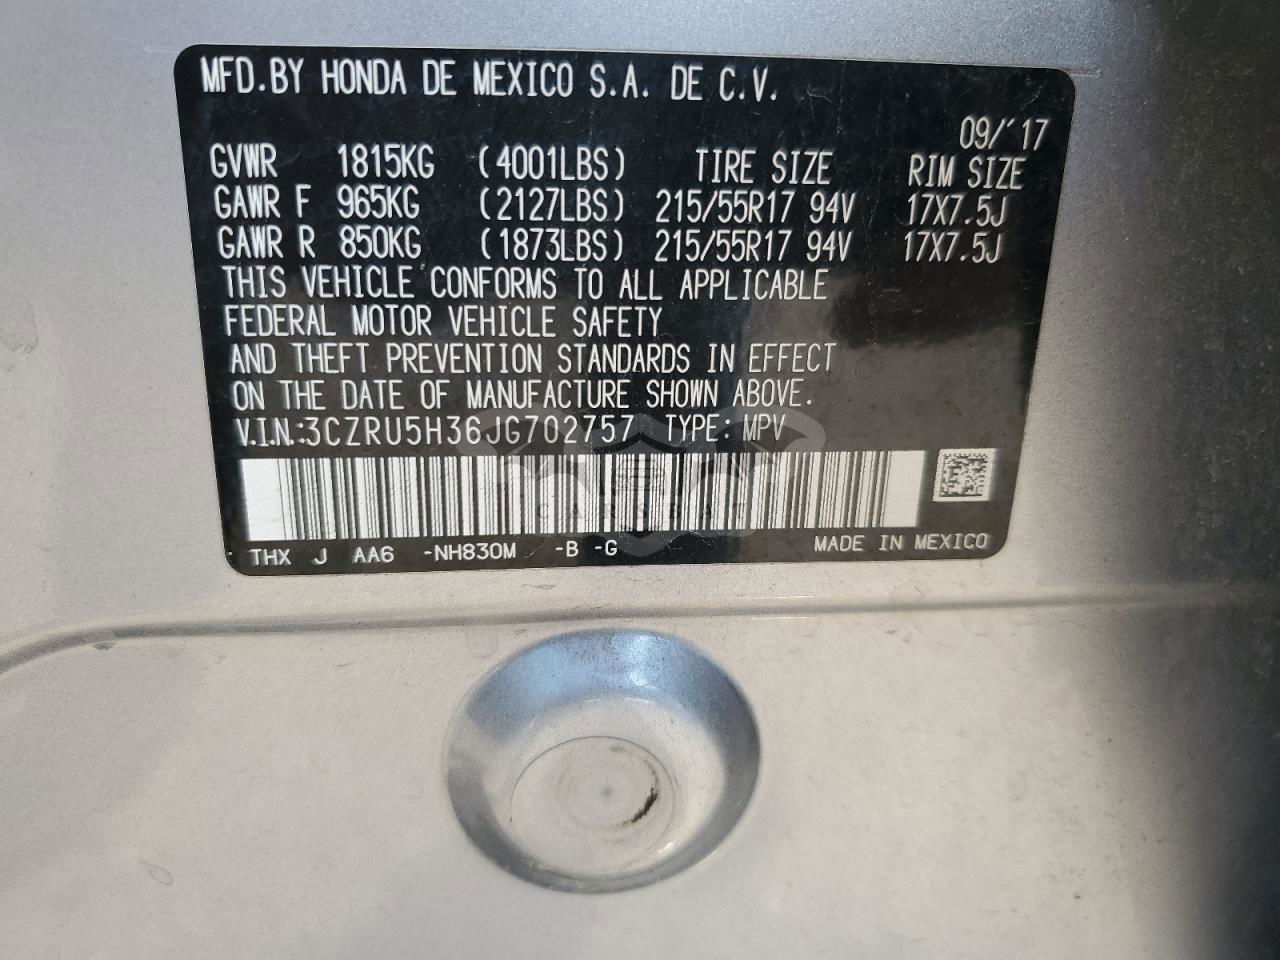 MFD.BY HONDA DE MEXICO S.A. DE C.V.
09/'17
GVWR 1815KG (4001LBS) TIRE SIZE RIM SIZE
GAWR F 965KG (2127LBS) 215/55R17 94V 17X7.5J
GAWR R 850KG (1873LBS) 215/55R17 94V 17X7.5J
THIS VEHICLE CONFORMS TO ALL APPLICABLE
FEDERAL MOTOR VEHICLE SAFETY
AND THEFT PREVENTION STANDARDS IN EFFECT
ON THE DATE OF MANUFACTURE SHOWN ABOVE.
V.I.N.:3CZRU5H36JG702757 TYPE: MPV
THX J AA6 -NH830M -B -G MADE IN MEXICO